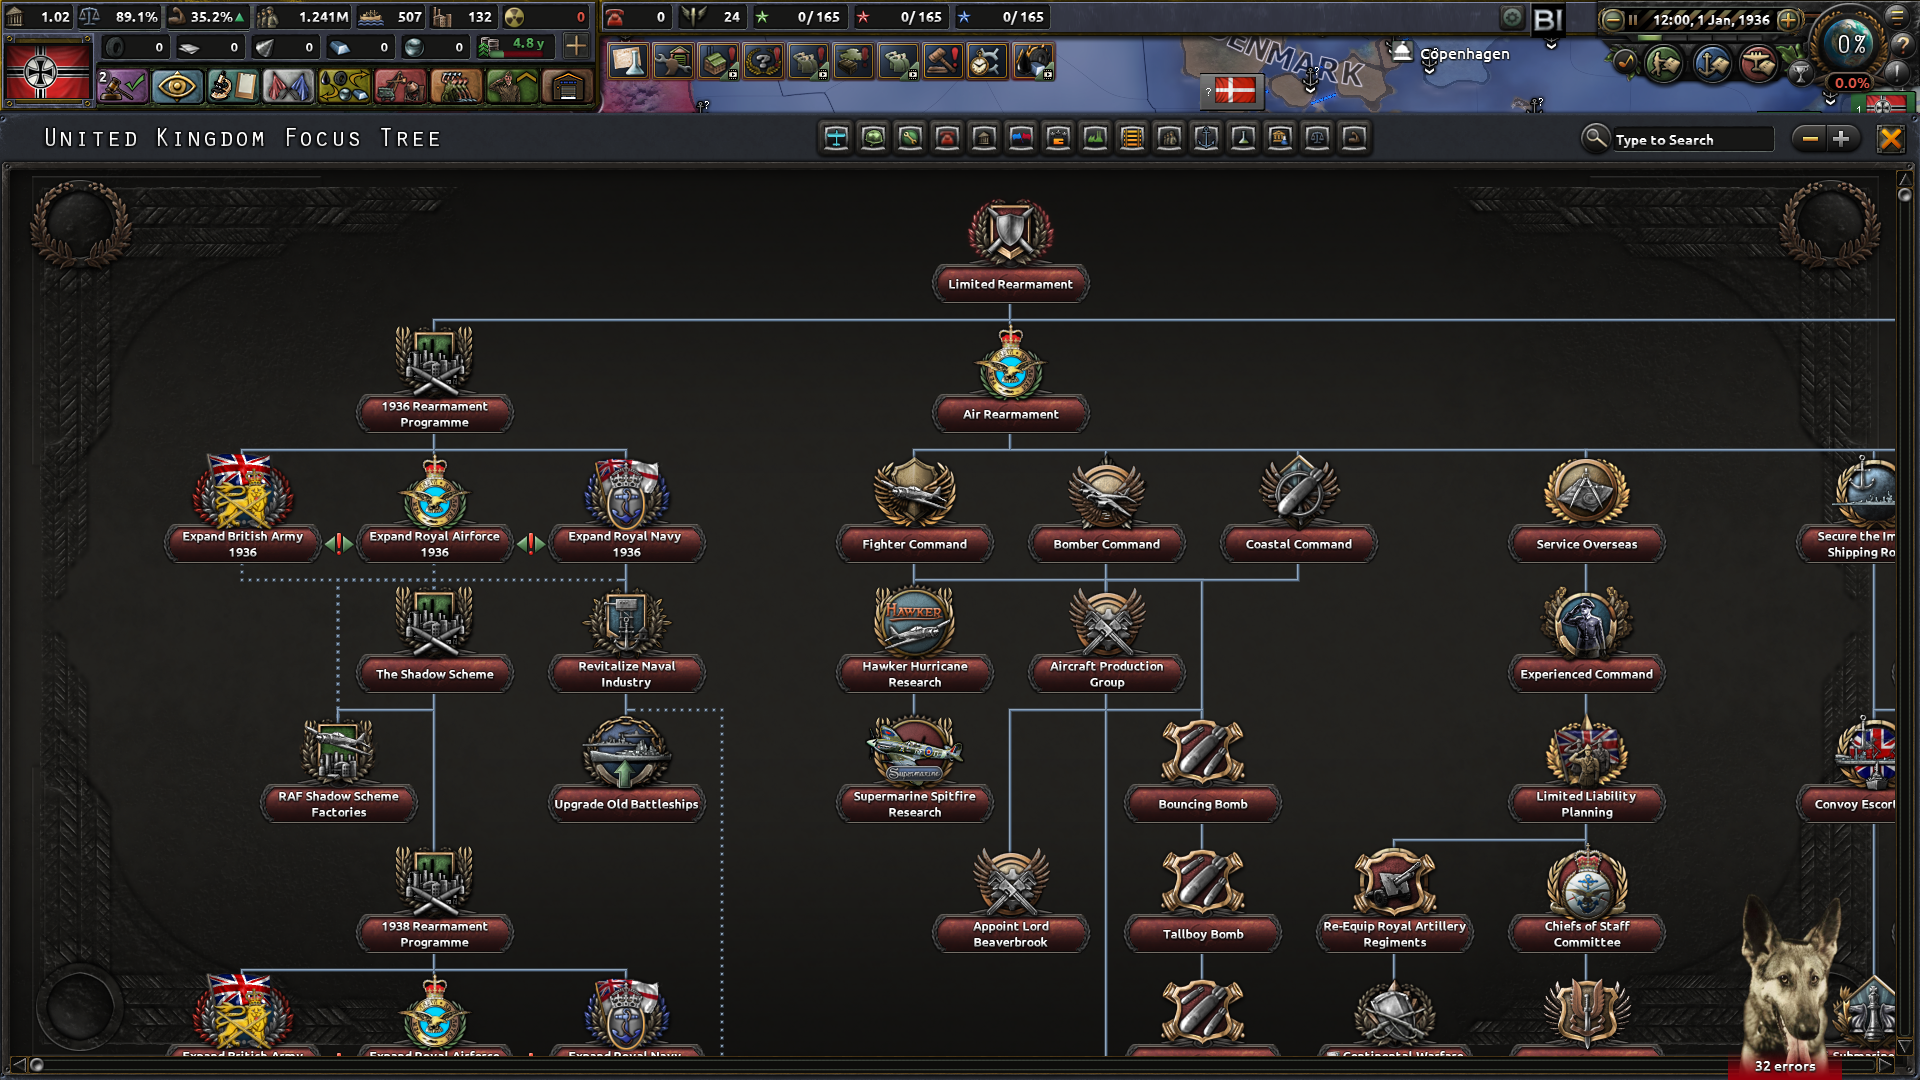 1.02 89.1% 35.2% 1.241M 507 132 0 0 24 0/165 0/165 0/165
BI
12:00, 1 Jan, 1936
0%
0.0%
0 0 0 0 0 4.8 y
2
DENMARK
Copenhagen
?
?
?
1
United Kingdom Focus Tree
Type to Search
Limited Rearmament
1936 Rearmament
Programme
Air Rearmament
Expand British Army
1936
Expand Royal Airforce
1936
Expand Royal Navy
1936
Fighter Command
Bomber Command
Coastal Command
Service Overseas
Secure the Im
Shipping Ro
The Shadow Scheme
Revitalize Naval
Industry
HAWKER
Hawker Hurricane
Research
Aircraft Production
Group
Experienced Command
RAF Shadow Scheme
Factories
Upgrade Old Battleships
Supermarine
Supermarine Spitfire
Research
Bouncing Bomb
Limited Liability
Planning
Convoy Escort
1938 Rearmament
Programme
Appoint Lord
Beaverbrook
Tallboy Bomb
Re-Equip Royal Artillery
Regiments
Chiefs of Staff
Committee
Expand British Army
Expand Royal Airforce
Expand Royal Navy
Continental Warfare
Submarine
32 errors